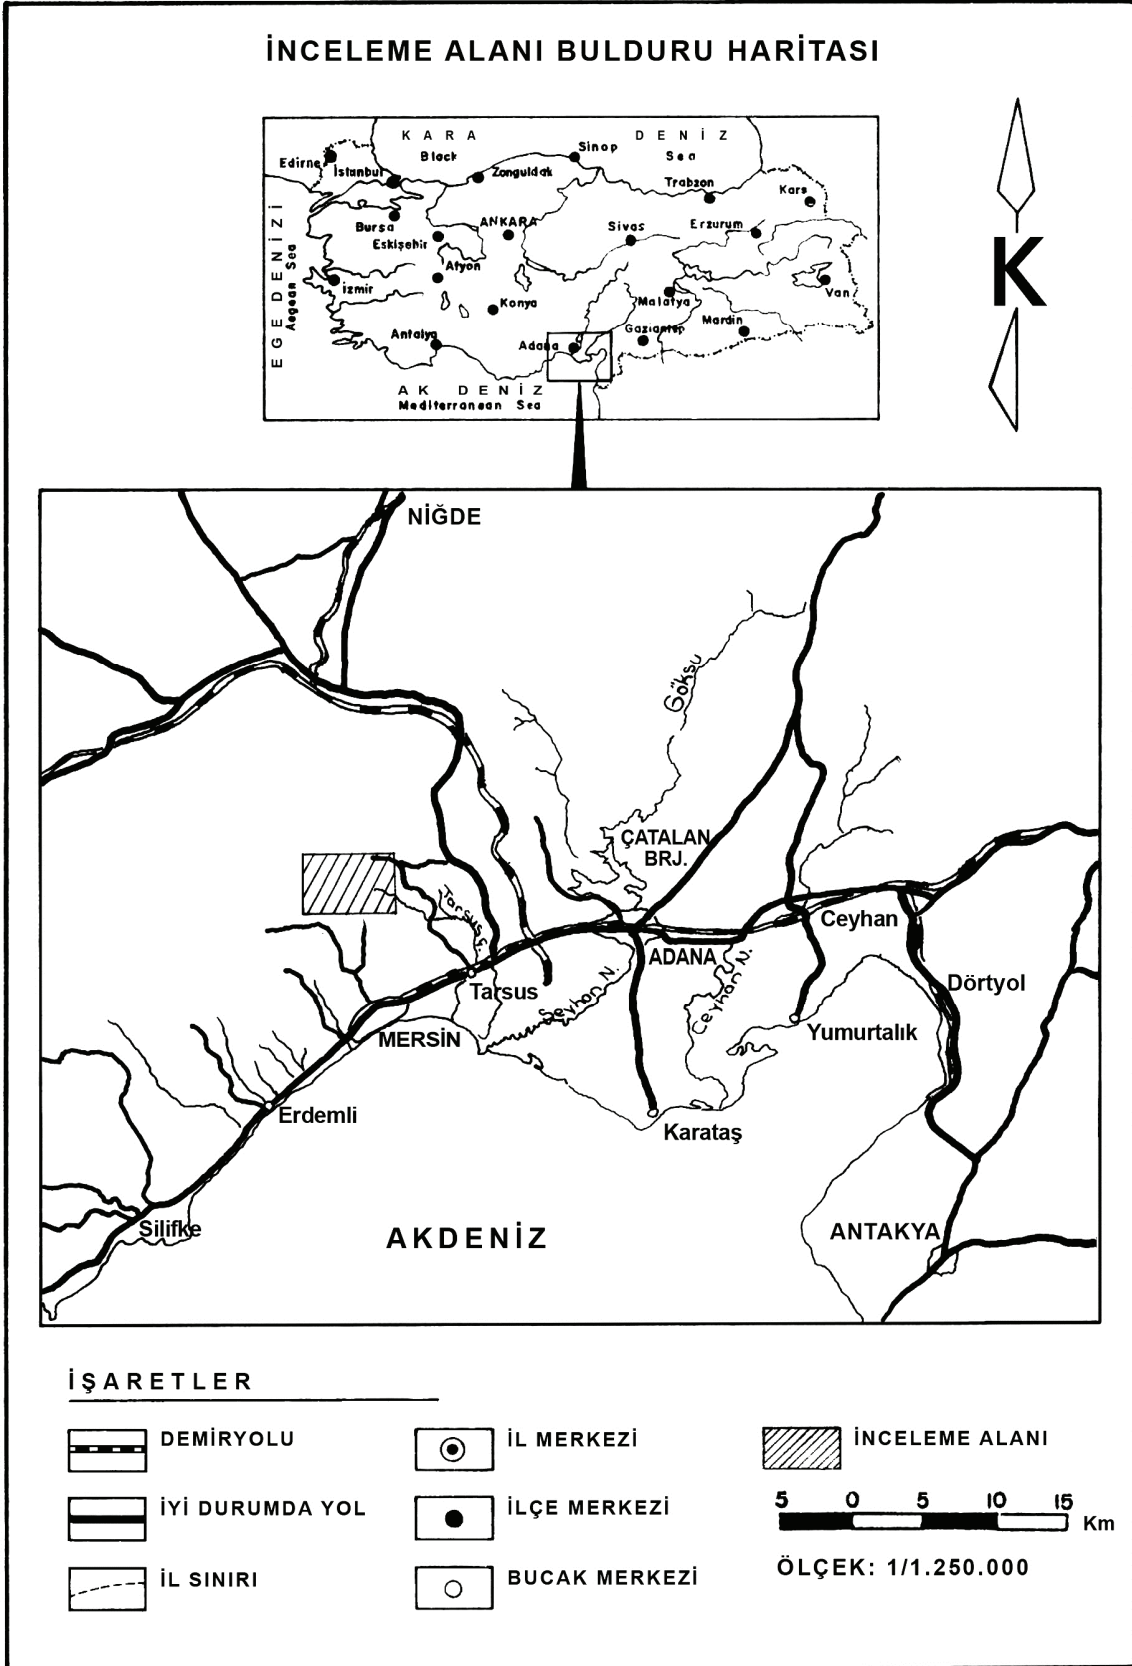 İNCELEME ALANI BULDURU HARİTASI
KARA DENİZ
Black Sea
Sinop
Edirne
İstanbul
Zonguldak
Trabzon
Kars
Bursa
ANKARA
Sivas
Erzurum
Eskişehir
Afyon
EGE DENİZİ
Aegean Sea
İzmir
Konya
Malatya
Van
Antalya
Adana
Gaziantep
Mardin
AK DENİZ
Mediterranean Sea
K
NİĞDE
Göksu
ÇATALAN
BRJ.
Tarsus Ç.
Ceyhan
ADANA
Tarsus
Seyhan N.
Ceyhan N.
Dörtyol
MERSİN
Yumurtalık
Erdemli
Karataş
Silifke
AKDENİZ
ANTAKYA
İŞARETLER
DEMİRYOLU
İL MERKEZİ
İNCELEME ALANI
İYİ DURUMDA YOL
İLÇE MERKEZİ
5 0 5 10 15
Km
İL SINIRI
BUCAK MERKEZİ
ÖLÇEK: 1/1.250.000